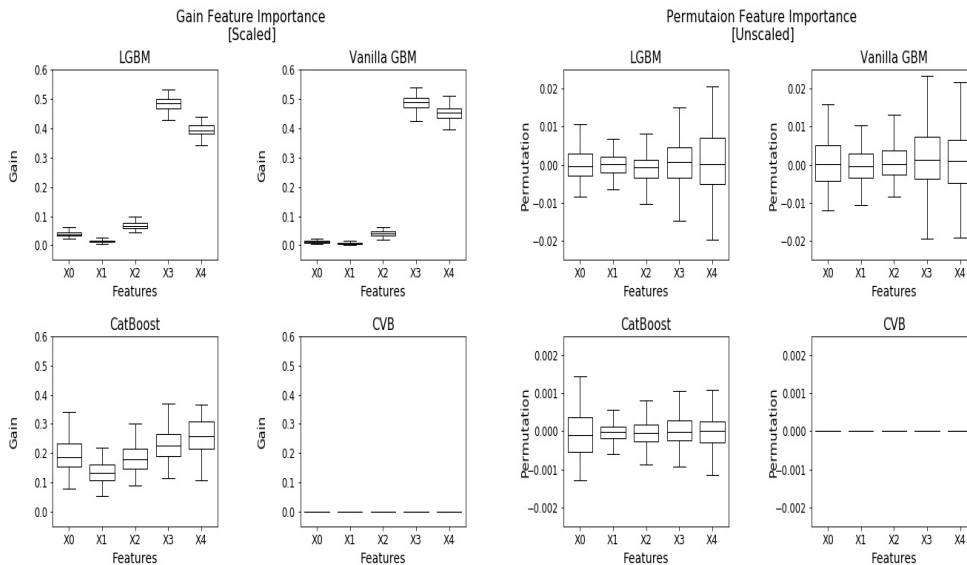 Gain Feature Importance
[Scaled]
Permutaion Feature Importance
[Unscaled]
LGBM
Vanilla GBM
LGBM
Vanilla GBM
0.6
0.5
0.4
0.3
0.2
0.1
0.0
Gain
X0 X1 X2 X3 X4
Features
0.6
0.5
0.4
0.3
0.2
0.1
0.0
Gain
X0 X1 X2 X3 X4
Features
0.02
0.01
0.00
−0.01
−0.02
Permutation
X0 X1 X2 X3 X4
Features
0.02
0.01
0.00
−0.01
−0.02
Permutation
X0 X1 X2 X3 X4
Features
CatBoost
CVB
CatBoost
CVB
0.6
0.5
0.4
0.3
0.2
0.1
0.0
Gain
X0 X1 X2 X3 X4
Features
0.6
0.5
0.4
0.3
0.2
0.1
0.0
Gain
X0 X1 X2 X3 X4
Features
0.002
0.001
0.000
−0.001
−0.002
Permutation
X0 X1 X2 X3 X4
Features
0.002
0.001
0.000
−0.001
−0.002
Permutation
X0 X1 X2 X3 X4
Features